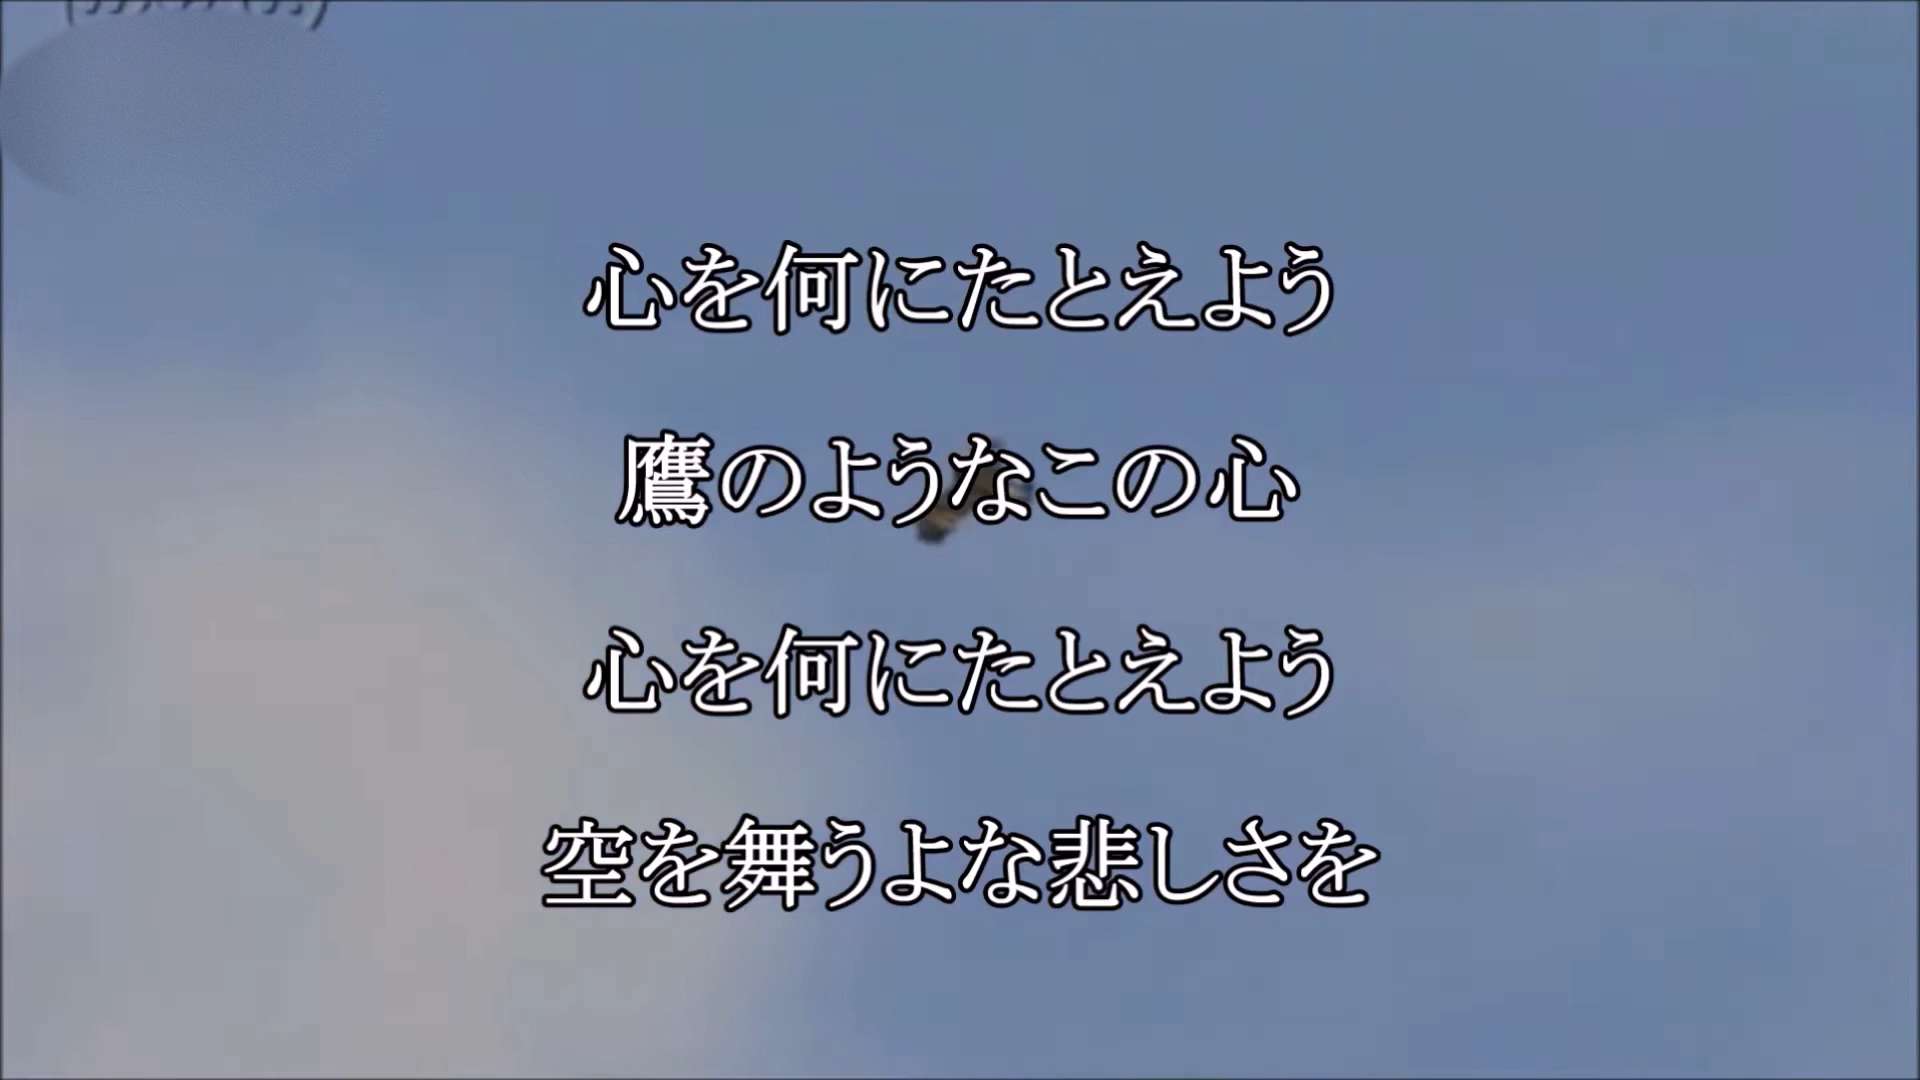 心を何にたとえよう
鷹のようなこの心
心を何にたとえよう
空を舞うよな悲しさを